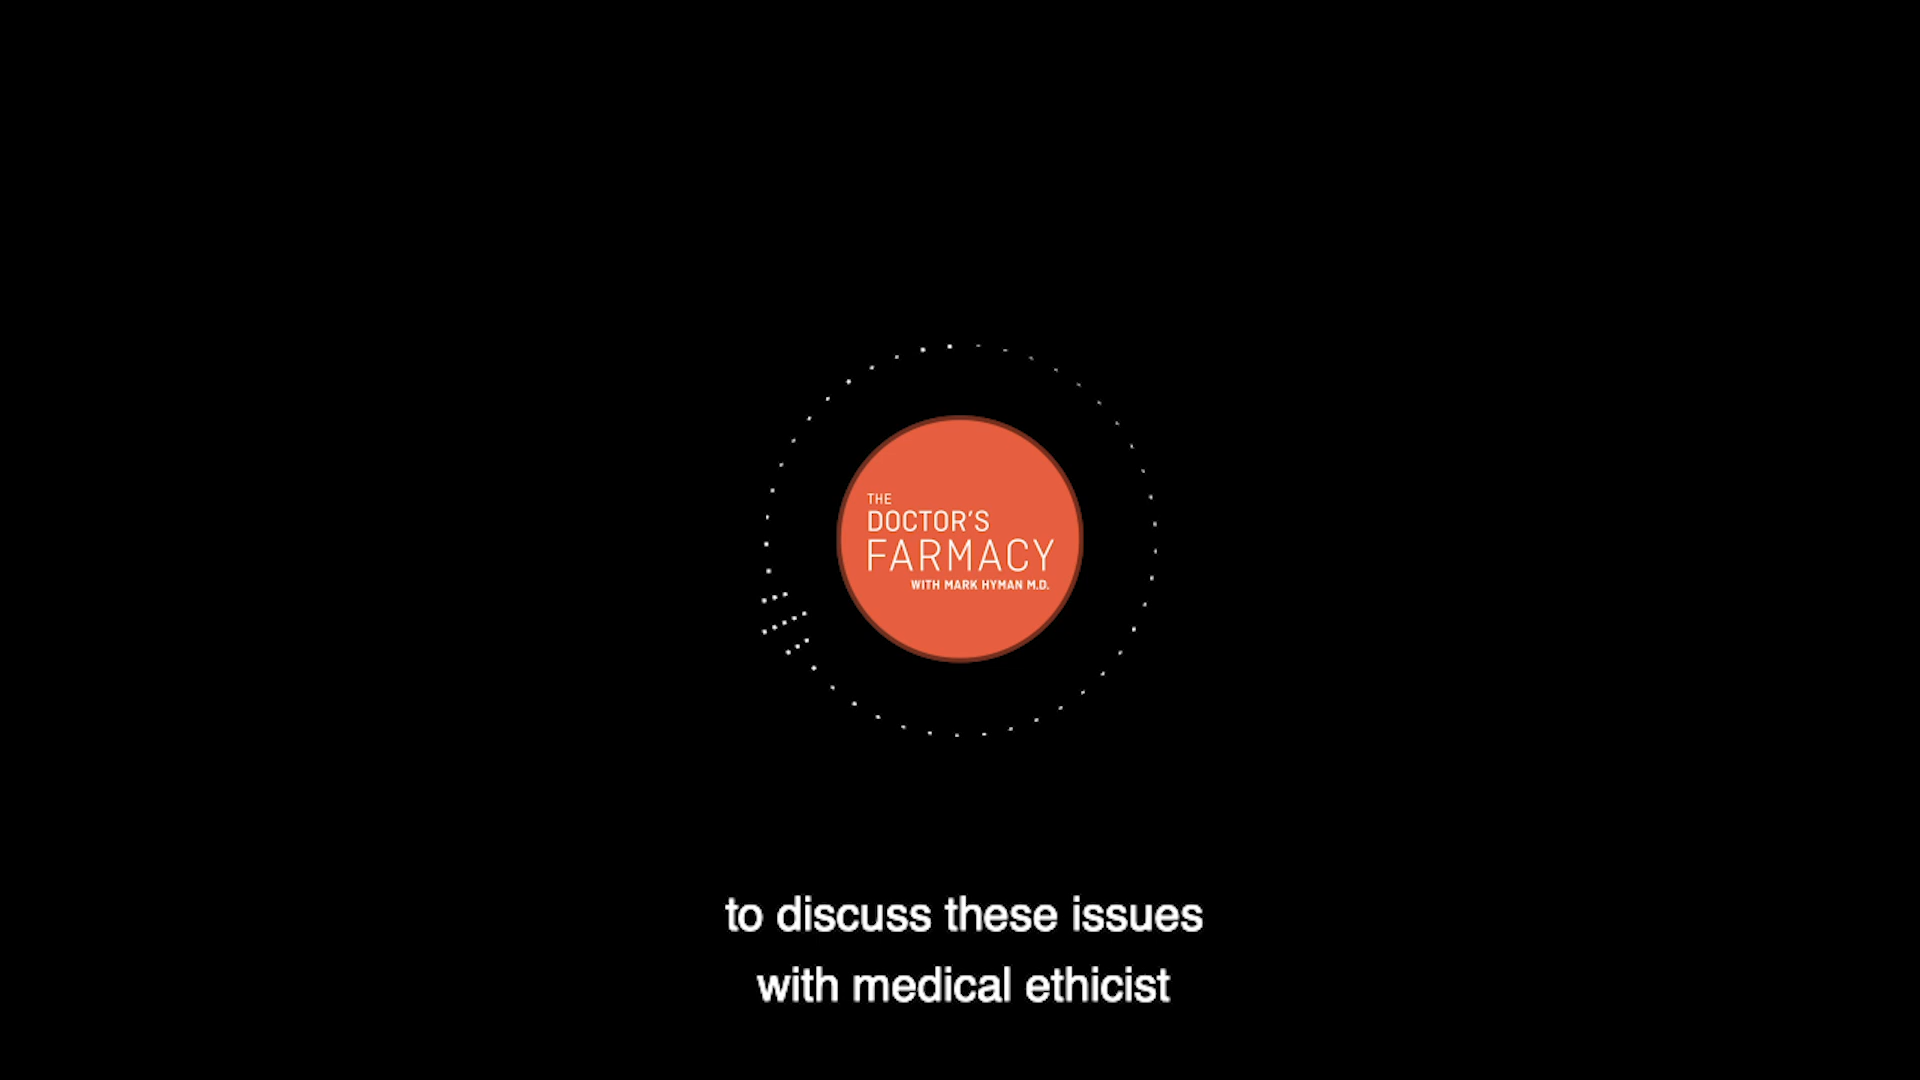 THE
DOCTOR'S
FARMACY
WITH MARK HYMAN M.D.
to discuss these issues
with medical ethicist